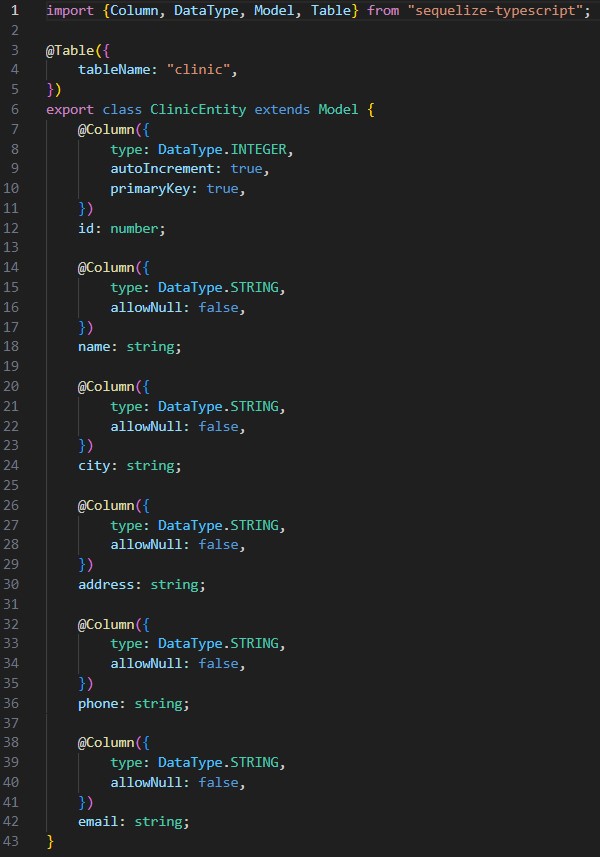 1 import {Column, DataType, Model, Table} from "sequelize-typescript";
2
3 @Table({
4     tableName: "clinic",
5 })
6 export class ClinicEntity extends Model {
7     @Column({
8         type: DataType.INTEGER,
9         autoIncrement: true,
10         primaryKey: true,
11     })
12     id: number;
13
14     @Column({
15         type: DataType.STRING,
16         allowNull: false,
17     })
18     name: string;
19
20     @Column({
21         type: DataType.STRING,
22         allowNull: false,
23     })
24     city: string;
25
26     @Column({
27         type: DataType.STRING,
28         allowNull: false,
29     })
30     address: string;
31
32     @Column({
33         type: DataType.STRING,
34         allowNull: false,
35     })
36     phone: string;
37
38     @Column({
39         type: DataType.STRING,
40         allowNull: false,
41     })
42     email: string;
43 }